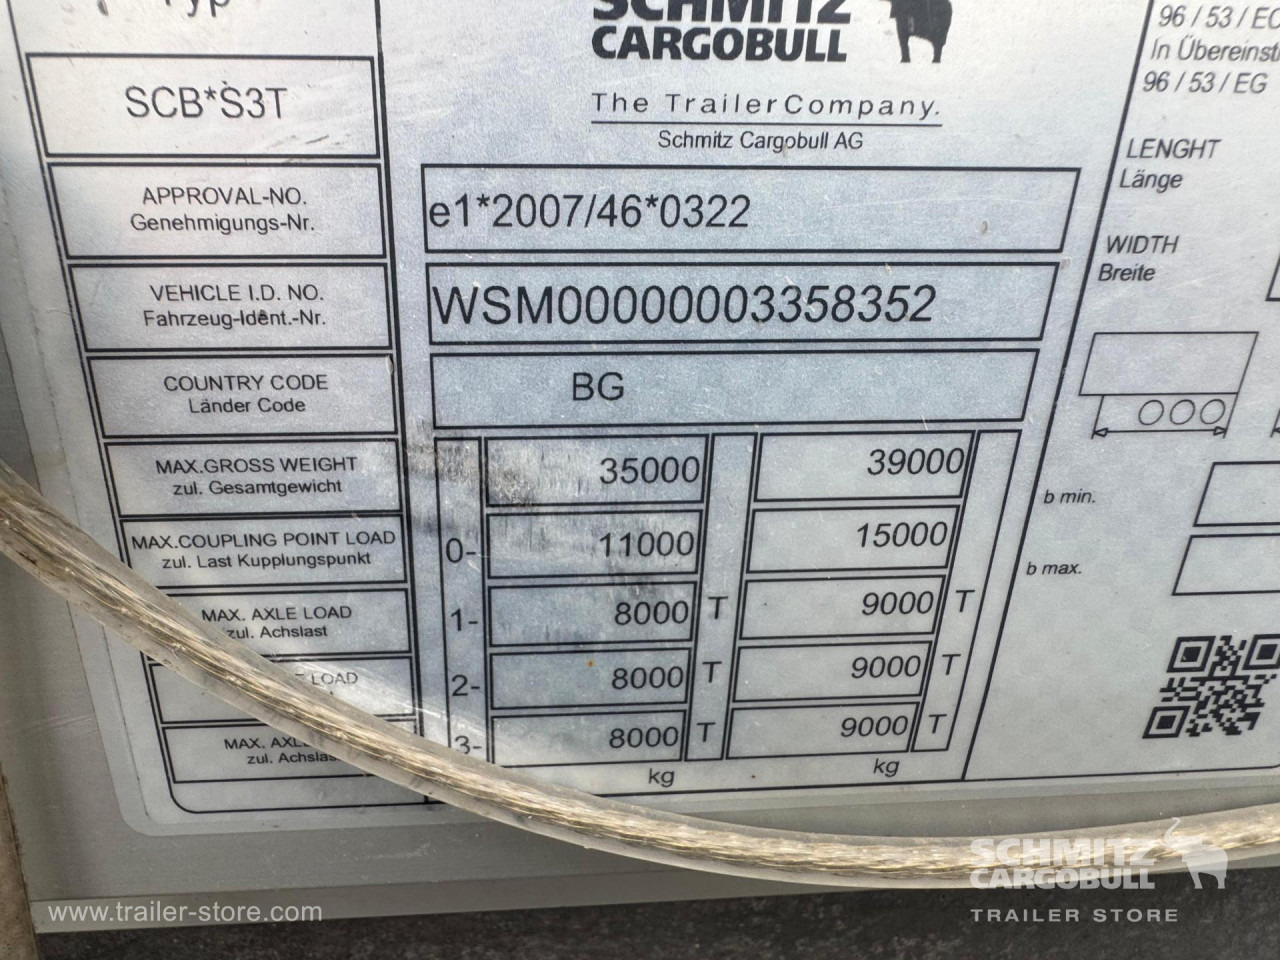 Typ
SCB*S3T
SCHMITZ
CARGOBULL
The TrailerCompany.
Schmitz Cargobull AG
APPROVAL-NO.
Genehmigungs-Nr.
e1*2007/46*0322
VEHICLE I.D. NO.
Fahrzeug-Ident.-Nr.
WSM00000003358352
COUNTRY CODE
Länder Code
BG
MAX.GROSS WEIGHT
zul. Gesamtgewicht
35000
39000
MAX.COUPLING POINT LOAD
zul. Last Kupplungspunkt
0-
11000
15000
MAX. AXLE LOAD
zul. Achslast
1-
8000 T
9000 T
LOAD
2-
8000 T
9000 T
MAX.
zul.
3-
8000 T
9000 T
kg
kg
96 / 53 / EG
In
96 / 53 / EG
LENGHT
Länge
WIDTH
Breite
b min.
b max.
www.trailer-store.com
SCHMITZ
CARGOBULL
TRAILER STORE